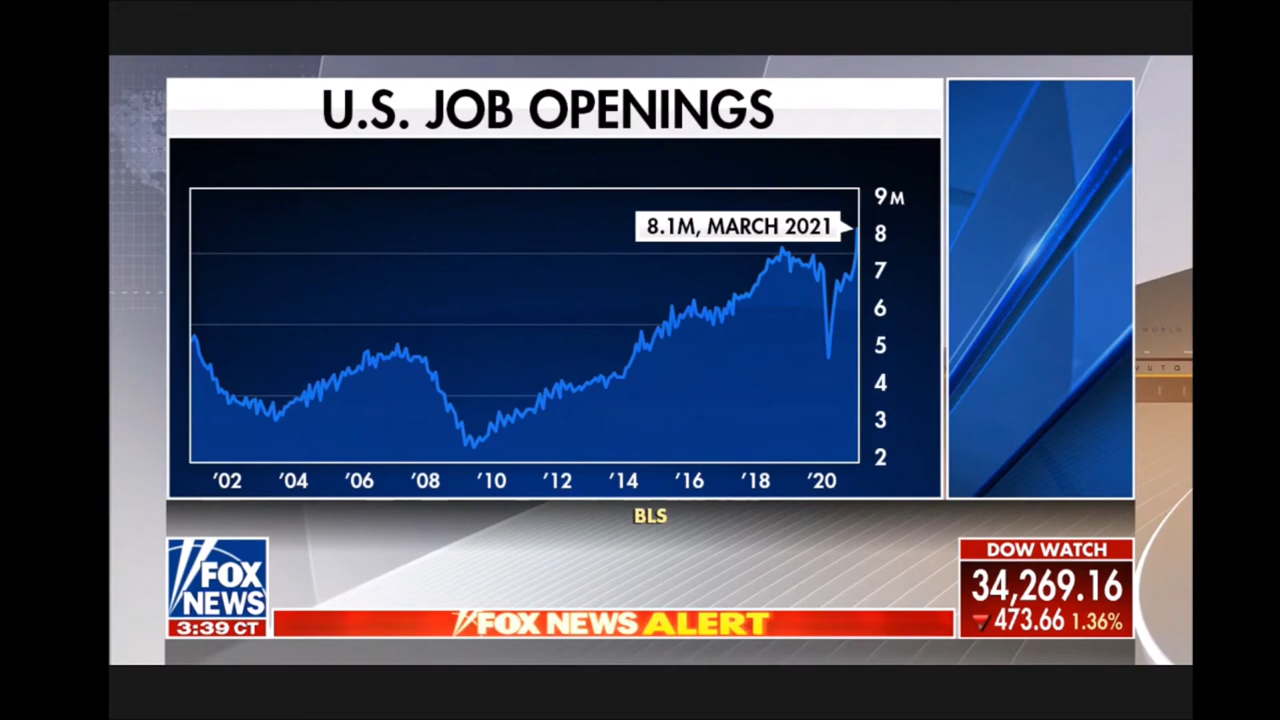 U.S. JOB OPENINGS
9M
8.1M, MARCH 2021
8
7
6
5
4
3
2
'02 '04 '06 '08 '10 '12 '14 '16 '18 '20
BLS
WORLD
FOX
NEWS
3:39 CT
FOX NEWS ALERT
DOW WATCH
34,269.16
473.66 1.36%